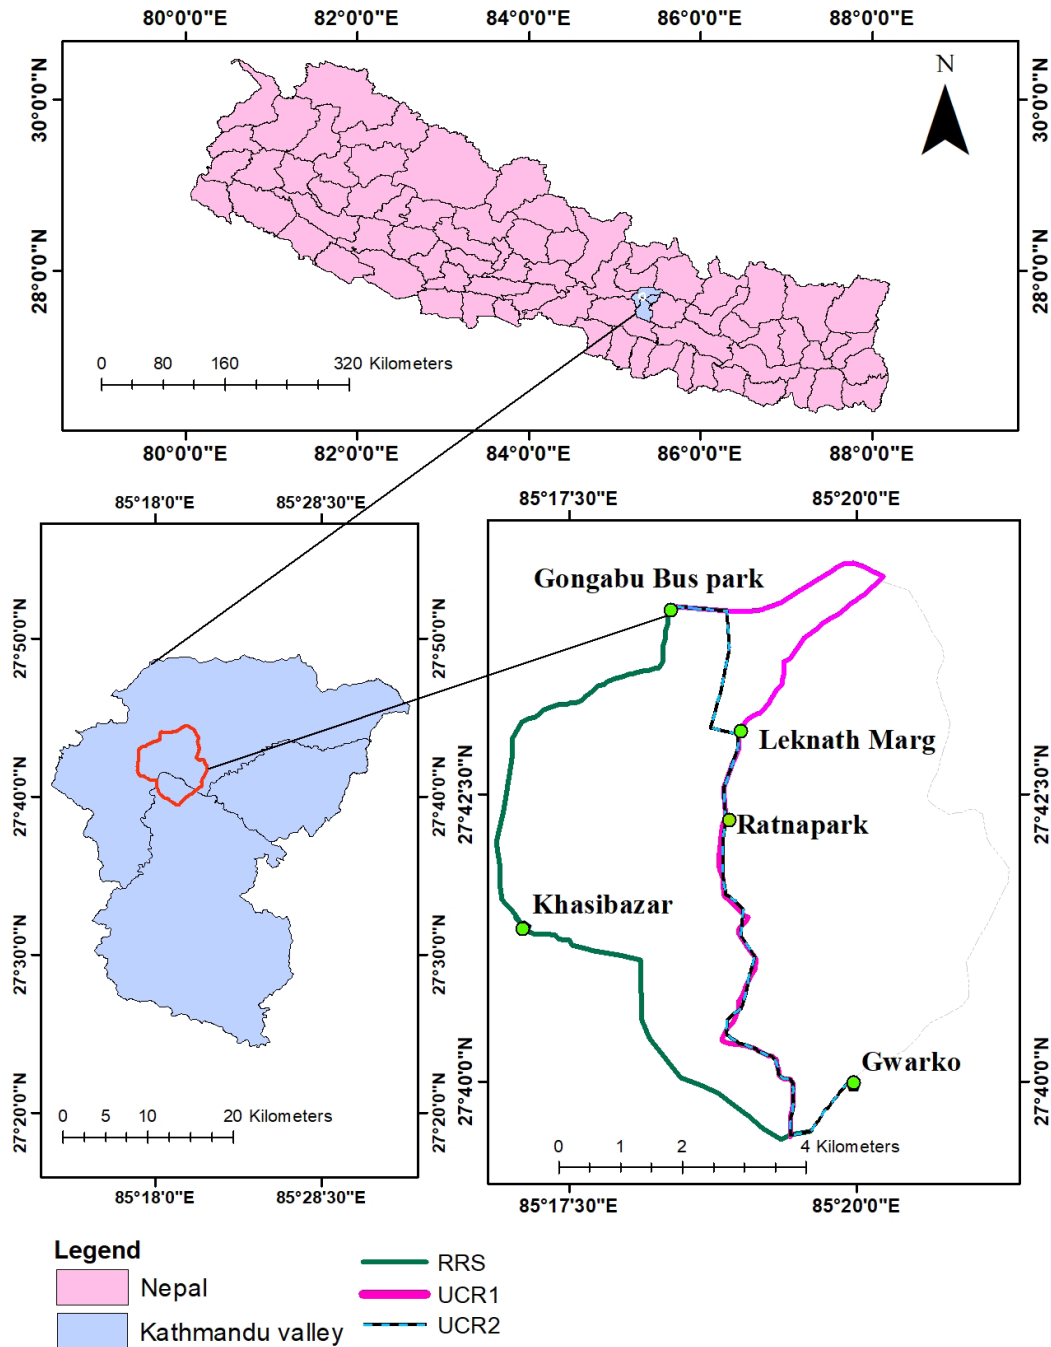 80°0'0"E 82°0'0"E 84°0'0"E 86°0'0"E 88°0'0"E
30°0'0"N
28°0'0"N
N
30°0'0"N
28°0'0"N
0 80 160 320 Kilometers
80°0'0"E 82°0'0"E 84°0'0"E 86°0'0"E 88°0'0"E
85°18'0"E 85°28'30"E
27°50'0"N
27°40'0"N
27°30'0"N
27°20'0"N
27°50'0"N
27°40'0"N
27°30'0"N
27°20'0"N
0 5 10 20 Kilometers
85°18'0"E 85°28'30"E
85°17'30"E 85°20'0"E
27°42'30"N
27°40'0"N
Gongabu Bus park
Leknath Marg
Ratnapark
Khasibazar
Gwarko
27°42'30"N
27°40'0"N
0 1 2 4 Kilometers
85°17'30"E 85°20'0"E
Legend
Nepal
Kathmandu valley
RRS
UCR1
UCR2